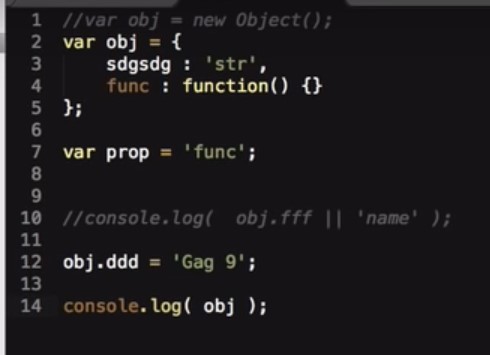 1 //var obj = new Object();
2 var obj = {
3 sdgsdg : 'str',
4 func : function() {}
5 };
6
7 var prop = 'func';
8
9
10 //console.log(  obj.fff || 'name' );
11
12 obj.ddd = 'Gag 9';
13
14 console.log( obj );